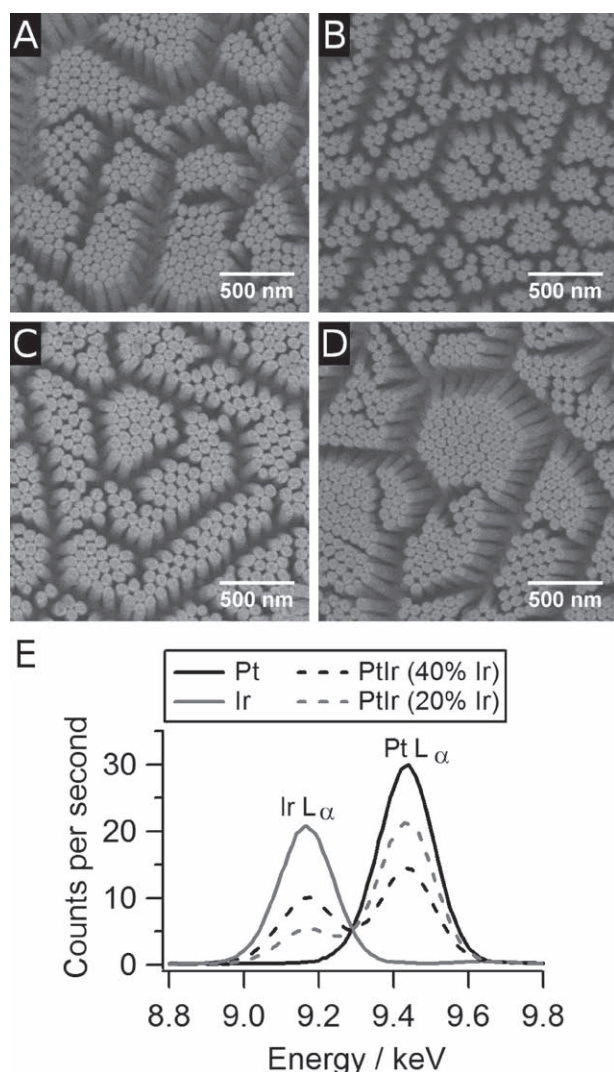 A
500 nm
B
500 nm
C
500 nm
D
500 nm
E
Pt
PtIr (40% Ir)
Ir
PtIr (20% Ir)
Pt L α
Ir L α
30
20
10
0
Counts per second
8.8 9.0 9.2 9.4 9.6 9.8
Energy / keV